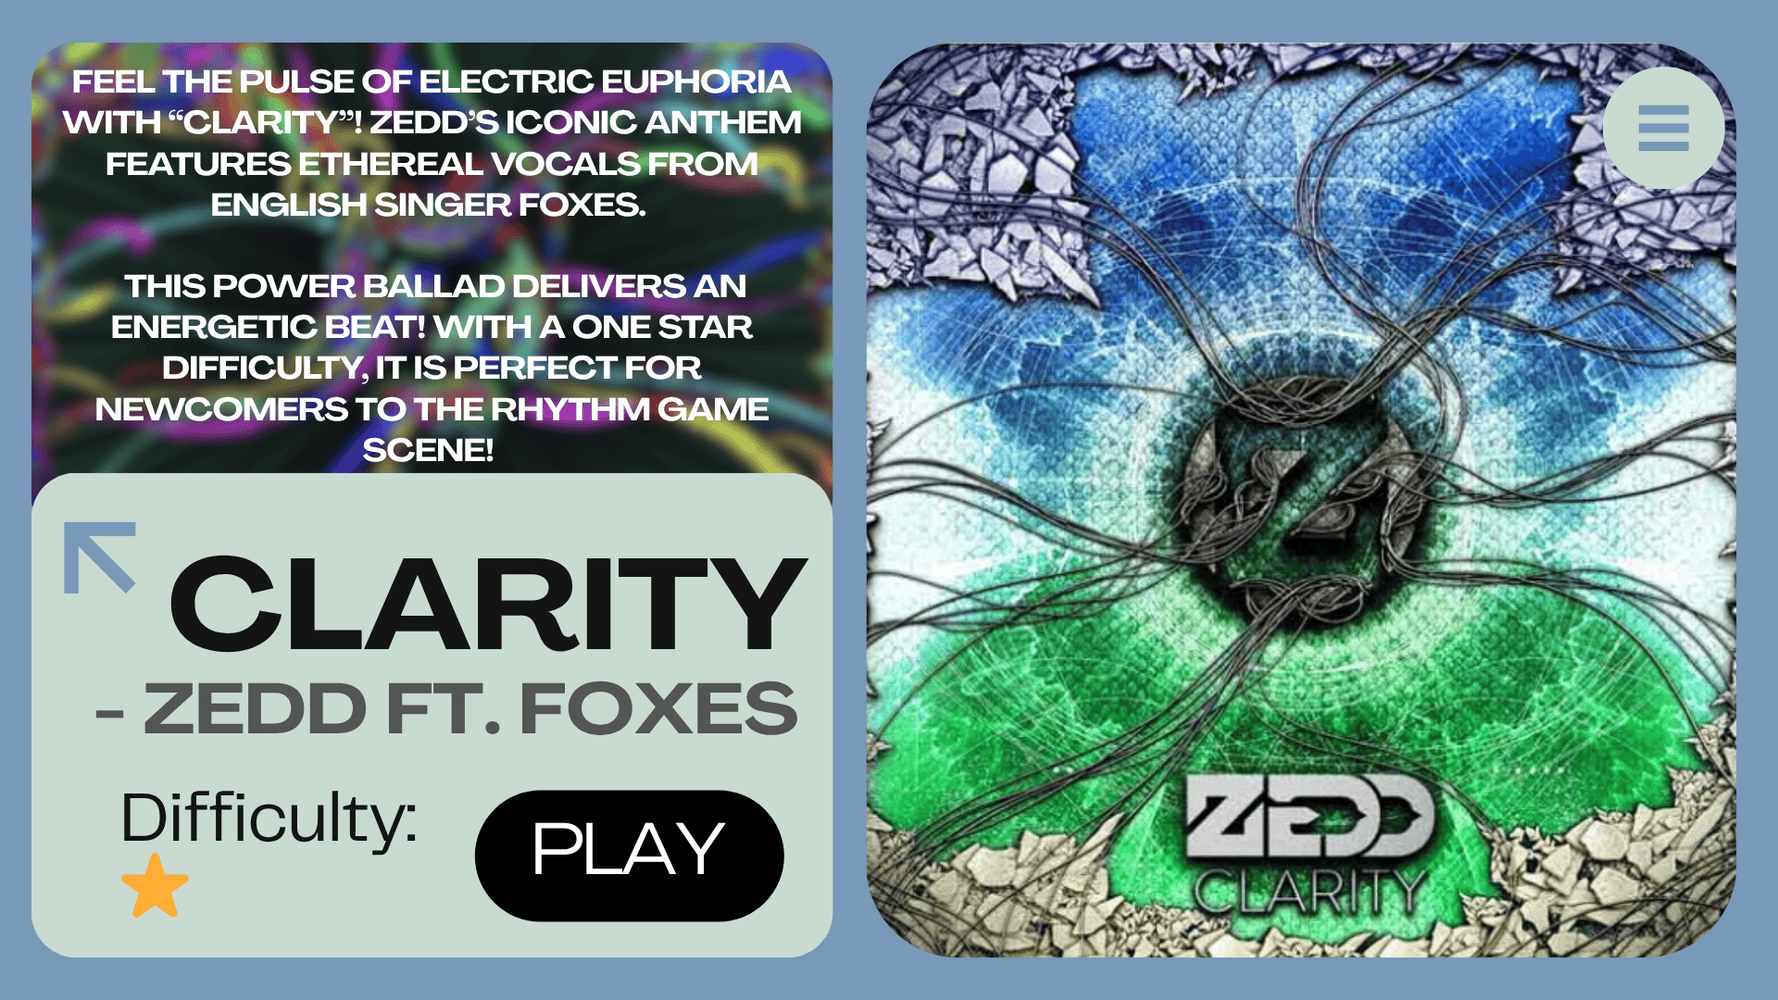 FEEL THE PULSE OF ELECTRIC EUPHORIA
WITH “CLARITY”! ZEDD’S ICONIC ANTHEM
FEATURES ETHEREAL VOCALS FROM
ENGLISH SINGER FOXES.
THIS POWER BALLAD DELIVERS AN
ENERGETIC BEAT! WITH A ONE STAR
DIFFICULTY, IT IS PERFECT FOR
NEWCOMERS TO THE RHYTHM GAME
SCENE!
CLARITY
- ZEDD FT. FOXES
Difficulty:
PLAY
Z
ZEDD
CLARITY